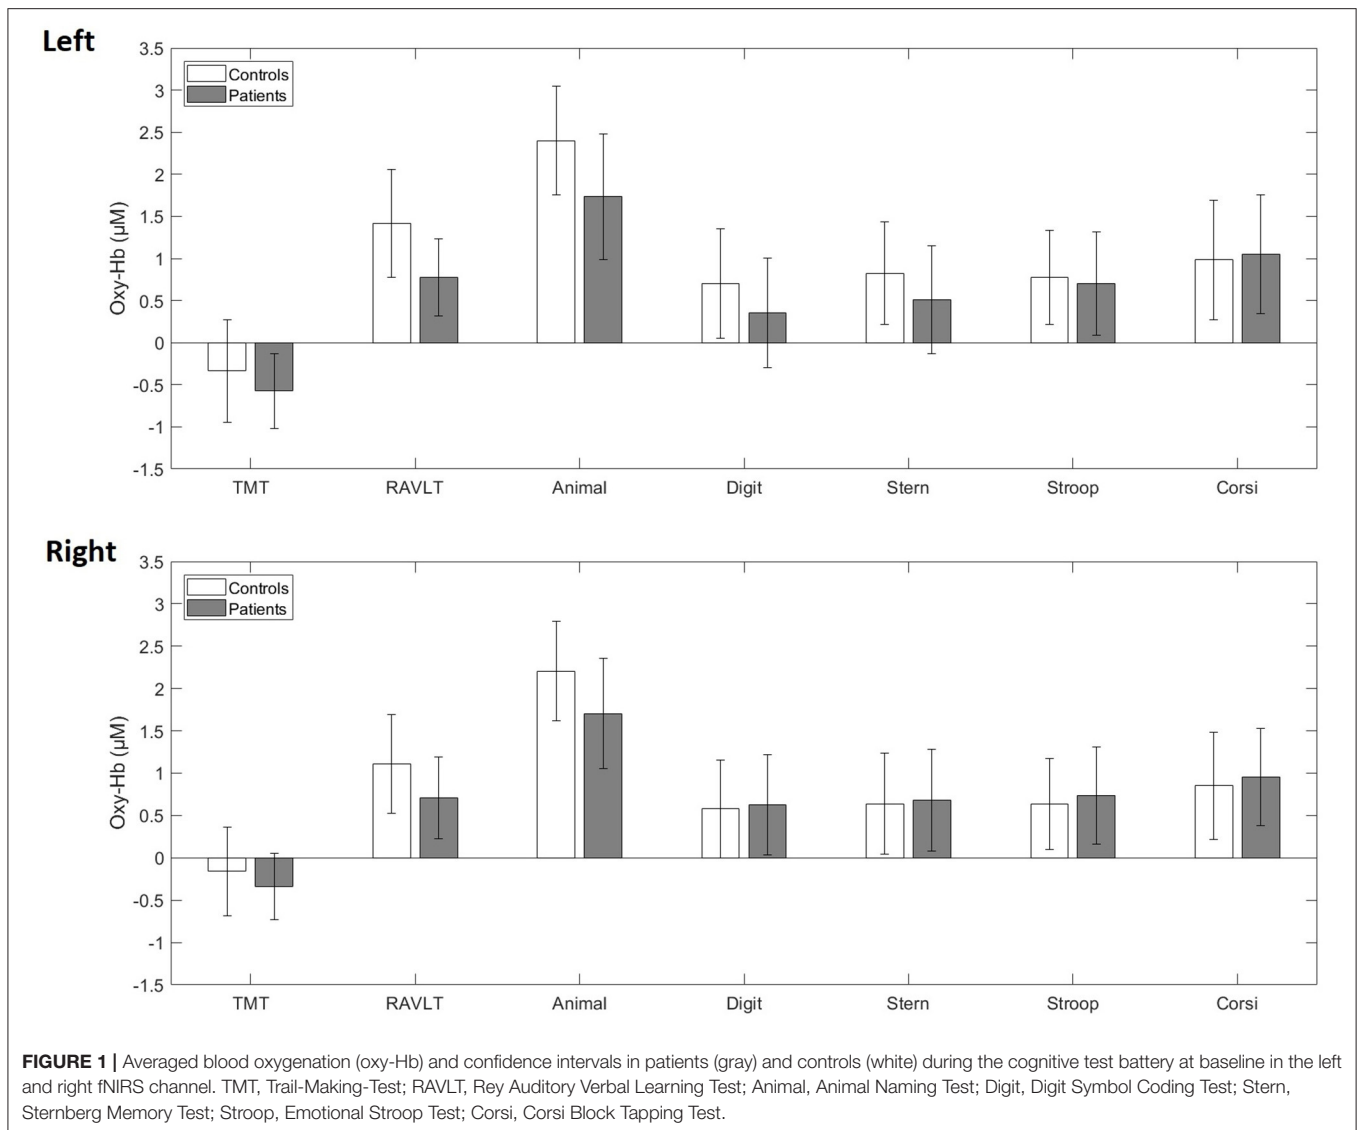 Left
3.5
3
2.5
2
1.5
1
0.5
0
-0.5
-1
-1.5
Oxy-Hb (µM)
Controls
Patients
TMT RAVLT Animal Digit Stern Stroop Corsi
Right
3.5
3
2.5
2
1.5
1
0.5
0
-0.5
-1
-1.5
Oxy-Hb (µM)
Controls
Patients
TMT RAVLT Animal Digit Stern Stroop Corsi
FIGURE 1 | Averaged blood oxygenation (oxy-Hb) and confidence intervals in patients (gray) and controls (white) during the cognitive test battery at baseline in the left
and right fNIRS channel. TMT, Trail-Making-Test; RAVLT, Rey Auditory Verbal Learning Test; Animal, Animal Naming Test; Digit, Digit Symbol Coding Test; Stern,
Sternberg Memory Test; Stroop, Emotional Stroop Test; Corsi, Corsi Block Tapping Test.